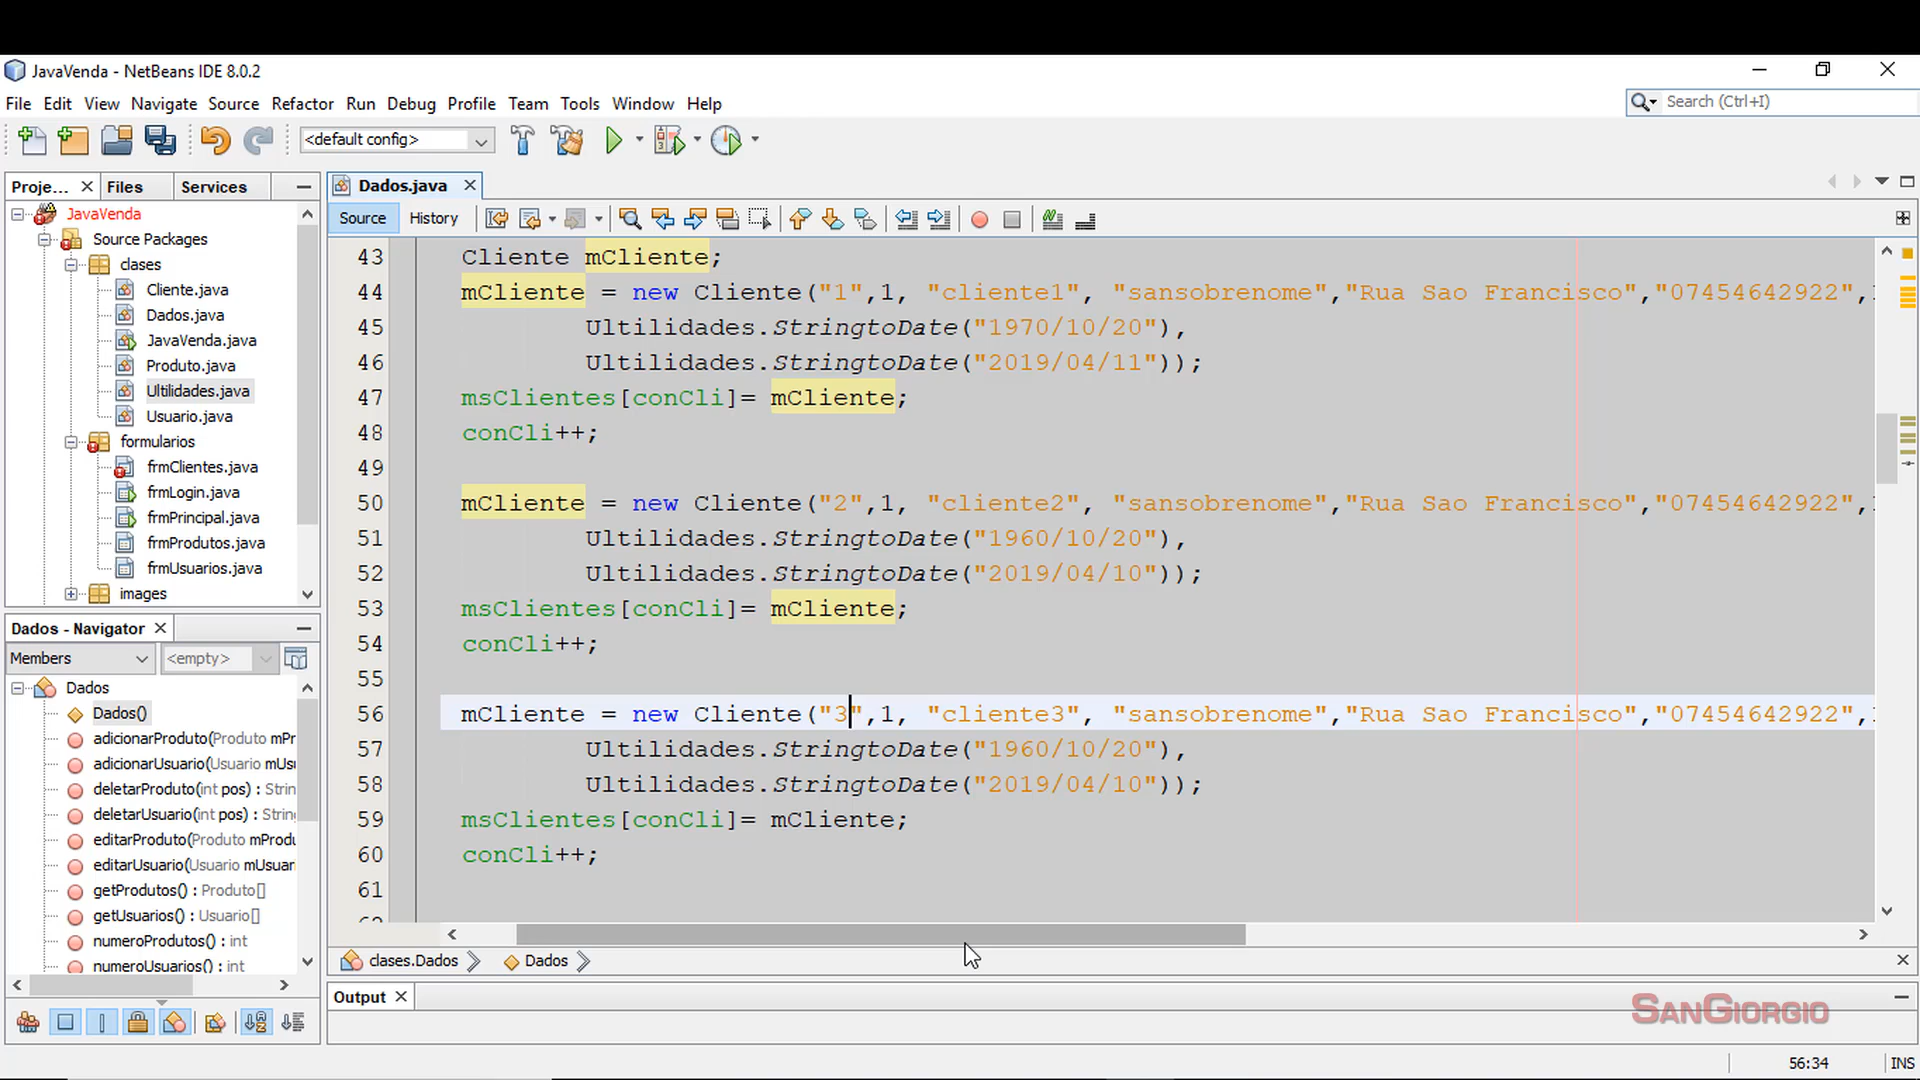 JavaVenda - NetBeans IDE 8.0.2
File Edit View Navigate Source Refactor Run Debug Profile Team Tools Window Help
Search (Ctrl+I)
<default config>
Proje... Files Services
Dados.java
Source History
JavaVenda
Source Packages
clases
Cliente.java
Dados.java
JavaVenda.java
Produto.java
Ultilidades.java
Usuario.java
formularios
frmClientes.java
frmLogin.java
frmPrincipal.java
frmProdutos.java
frmUsuarios.java
images
Dados - Navigator
Members <empty>
Dados
Dados()
adicionarProduto(Produto mPr
adicionarUsuario(Usuario mUsu
deletarProduto(int pos) : Strin
deletarUsuario(int pos) : String
editarProduto(Produto mProdu
editarUsuario(Usuario mUsuar
getProdutos() : Produto[]
getUsuarios() : Usuario[]
numeroProdutos() : int
numeroUsuarios() : int
43 Cliente mCliente;
44 mCliente = new Cliente("1",1, "cliente1", "sansobrenome","Rua Sao Francisco","07454642922",
45 Ultilidades.StringtoDate("1970/10/20"),
46 Ultilidades.StringtoDate("2019/04/11"));
47 msClientes[conCli]= mCliente;
48 conCli++;
49
50 mCliente = new Cliente("2",1, "cliente2", "sansobrenome","Rua Sao Francisco","07454642922",
51 Ultilidades.StringtoDate("1960/10/20"),
52 Ultilidades.StringtoDate("2019/04/10"));
53 msClientes[conCli]= mCliente;
54 conCli++;
55
56 mCliente = new Cliente("3",1, "cliente3", "sansobrenome","Rua Sao Francisco","07454642922",
57 Ultilidades.StringtoDate("1960/10/20"),
58 Ultilidades.StringtoDate("2019/04/10"));
59 msClientes[conCli]= mCliente;
60 conCli++;
61
clases.Dados Dados
Output
SANGIORGIO
56:34 INS